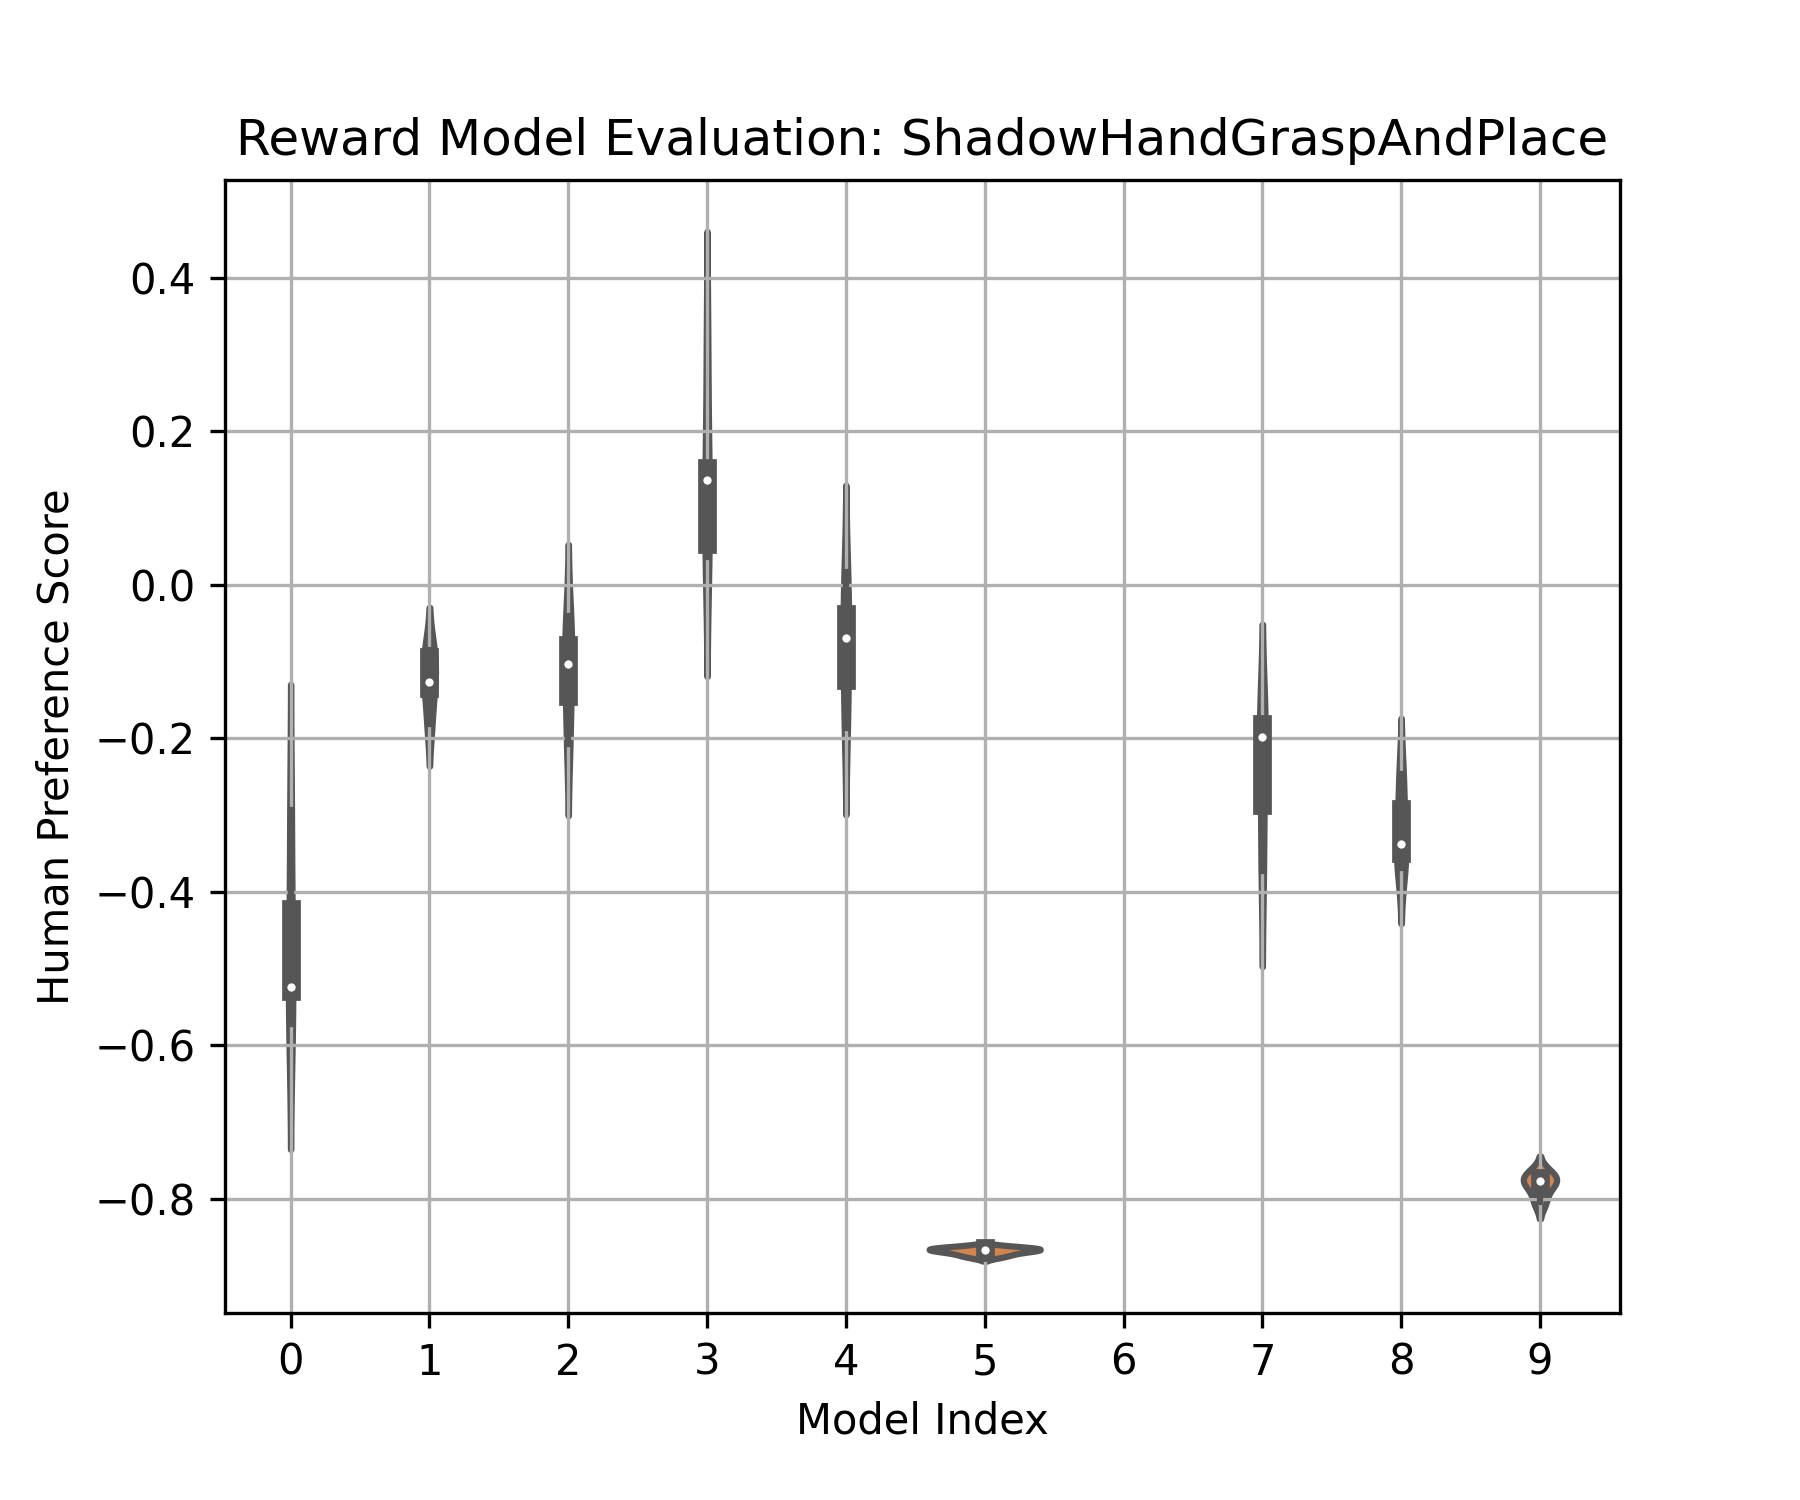 Reward Model Evaluation: ShadowHandGraspAndPlace
Human Preference Score
0.4
0.2
0.0
−0.2
−0.4
−0.6
−0.8
0 1 2 3 4 5 6 7 8 9
Model Index